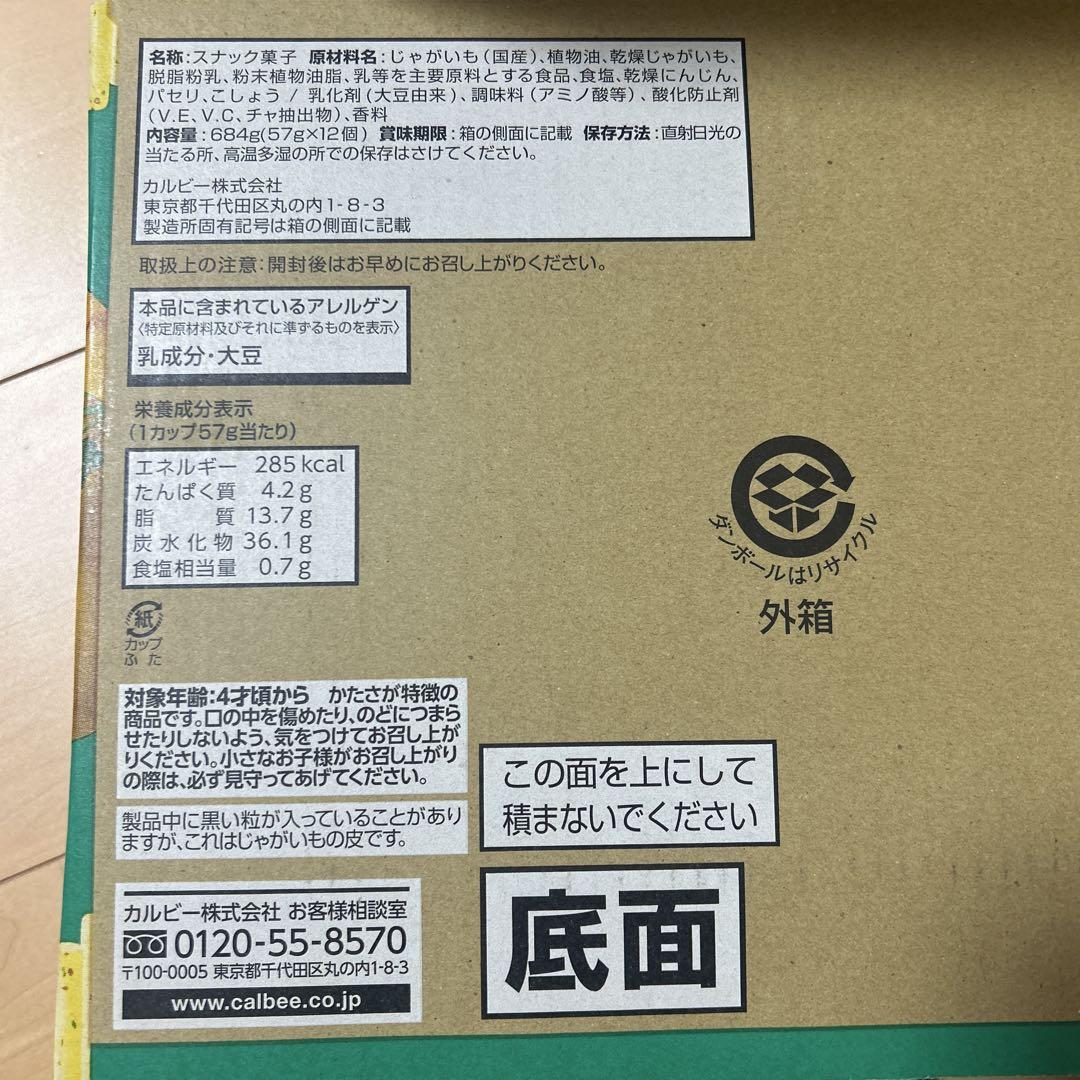 名称:スナック菓子 原材料名:じゃがいも(国産)、植物油、乾燥じゃがいも、
脱脂粉乳、粉末植物油脂、乳等を主要原料とする食品、食塩、乾燥にんじん、
パセリ、こしょう / 乳化剤(大豆由来)、調味料(アミノ酸等)、酸化防止剤
(V.E、V.C、チャ抽出物)、香料
内容量:684g(57g×12個) 賞味期限:箱の側面に記載 保存方法:直射日光の
当たる所、高温多湿の所での保存はさけてください。
カルビー株式会社
東京都千代田区丸の内1-8-3
製造所固有記号は箱の側面に記載
取扱上の注意:開封後はお早めにお召し上がりください。
本品に含まれているアレルゲン
〈特定原材料及びそれに準ずるものを表示〉
乳成分・大豆
栄養成分表示
(1カップ57g当たり)
エネルギー 285kcal
たんぱく質 4.2g
脂質 13.7g
炭水化物 36.1g
食塩相当量 0.7g
紙
カップ
ふた
ダンボールはリサイクル
外箱
対象年齢:4才頃から かたさが特徴の
商品です。口の中を傷めたり、のどにつまら
せたりしないよう、気をつけてお召し上が
りください。小さなお子様がお召し上がり
の際は、必ず見守ってあげてください。
製品中に黒い粒が入っていることがあり
ますが、これはじゃがいもの皮です。
この面を上にして
積まないでください
底面
カルビー株式会社 お客様相談室
0120-55-8570
〒100-0005 東京都千代田区丸の内1-8-3
www.calbee.co.jp